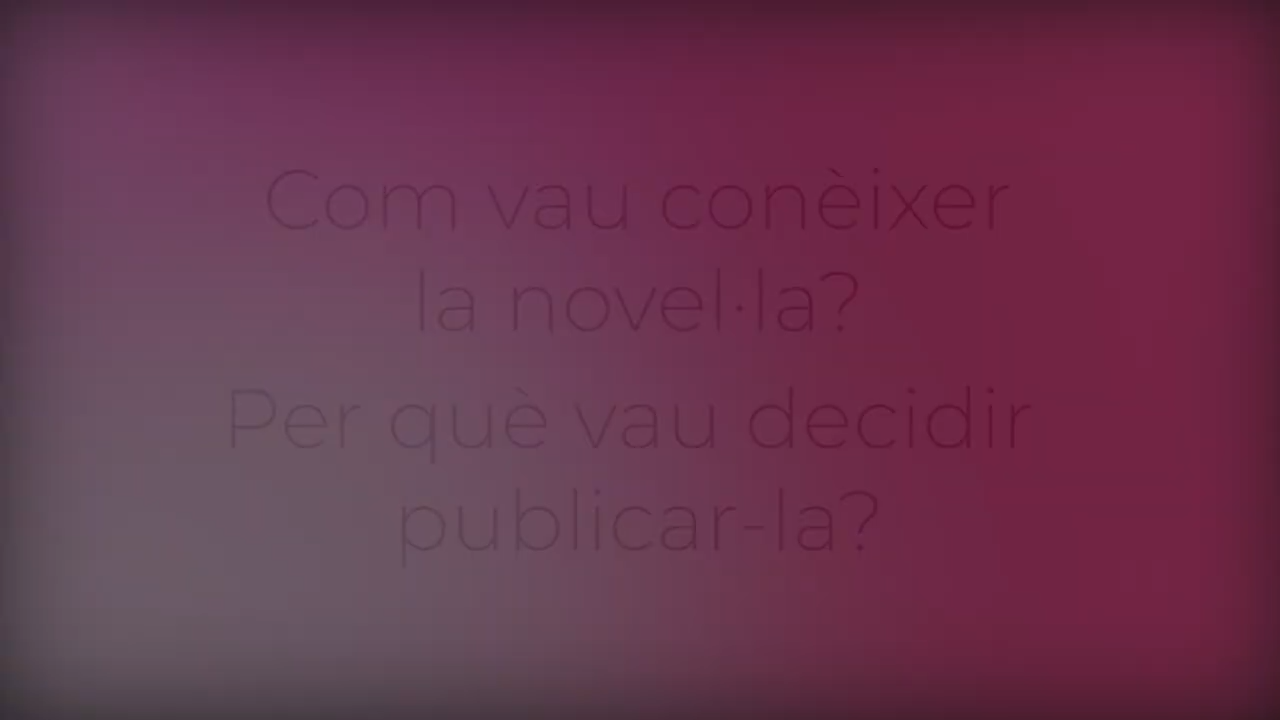 Com vau conèixer
la novel·la?
Per què vau decidir
publicar-la?